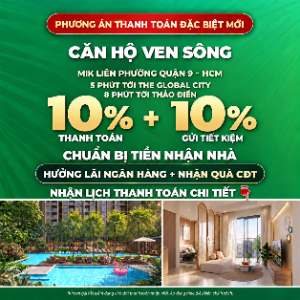 PHƯƠNG ÁN THANH TOÁN ĐẶC BIỆT MỚI
CĂN HỘ VEN SÔNG
MIK LIÊN PHƯỜNG QUẬN 9 - HCM
5 PHÚT TỚI THE GLOBAL CITY
8 PHÚT TỚI THẢO ĐIỀN
10% + 10%
THANH TOÁN GỬI TIẾT KIỆM
CHUẨN BỊ TIỀN NHẬN NHÀ
HƯỞNG LÃI NGÂN HÀNG + NHẬN QUÀ CĐT
NHẬN LỊCH THANH TOÁN CHI TIẾT